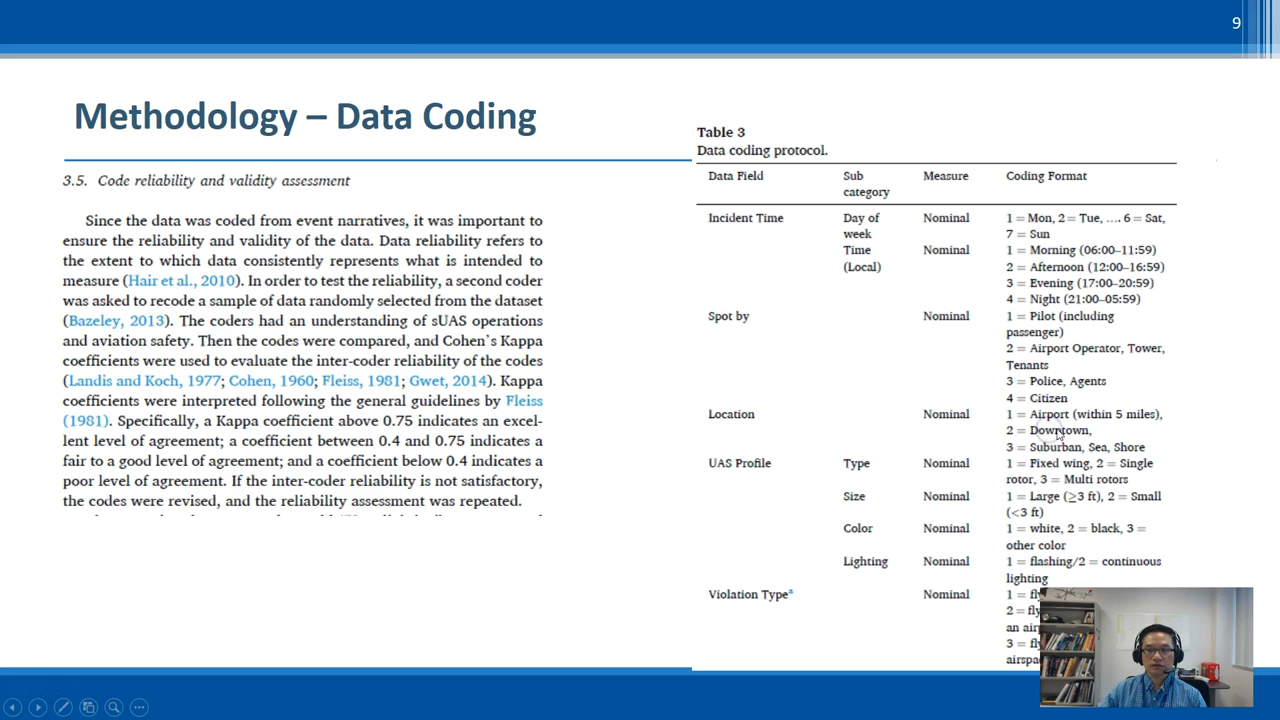 9
Methodology – Data Coding
3.5. Code reliability and validity assessment
Since the data was coded from event narratives, it was important to
ensure the reliability and validity of the data. Data reliability refers to
the extent to which data consistently represents what is intended to
measure (Hair et al., 2010). In order to test the reliability, a second coder
was asked to recode a sample of data randomly selected from the dataset
(Bazeley, 2013). The coders had an understanding of sUAS operations
and aviation safety. Then the codes were compared, and Cohen's Kappa
coefficients were used to evaluate the inter-coder reliability of the codes
(Landis and Koch, 1977; Cohen, 1960; Fleiss, 1981; Gwet, 2014). Kappa
coefficients were interpreted following the general guidelines by Fleiss
(1981). Specifically, a Kappa coefficient above 0.75 indicates an excel-
lent level of agreement; a coefficient between 0.4 and 0.75 indicates a
fair to a good level of agreement; and a coefficient below 0.4 indicates a
poor level of agreement. If the inter-coder reliability is not satisfactory,
the codes were revised, and the reliability assessment was repeated.
Table 3
Data coding protocol.
Data Field Sub Measure Coding Format
category
Incident Time Day of Nominal 1 = Mon, 2 = Tue, .... 6 = Sat,
week 7 = Sun
Time Nominal 1 = Morning (06:00–11:59)
(Local) 2 = Afternoon (12:00–16:59)
3 = Evening (17:00–20:59)
4 = Night (21:00–05:59)
Spot by Nominal 1 = Pilot (including
passenger)
2 = Airport Operator, Tower,
Tenants
3 = Police, Agents
4 = Citizen
Location Nominal 1 = Airport (within 5 miles),
2 = Downtown,
3 = Suburban, Sea, Shore
UAS Profile Type Nominal 1 = Fixed wing, 2 = Single
rotor, 3 = Multi rotors
Size Nominal 1 = Large (≥3 ft), 2 = Small
(<3 ft)
Color Nominal 1 = white, 2 = black, 3 =
other color
Lighting Nominal 1 = flashing/2 = continuous
lighting
Violation Typeᵃ Nominal 1 =
2 =
an
3 =